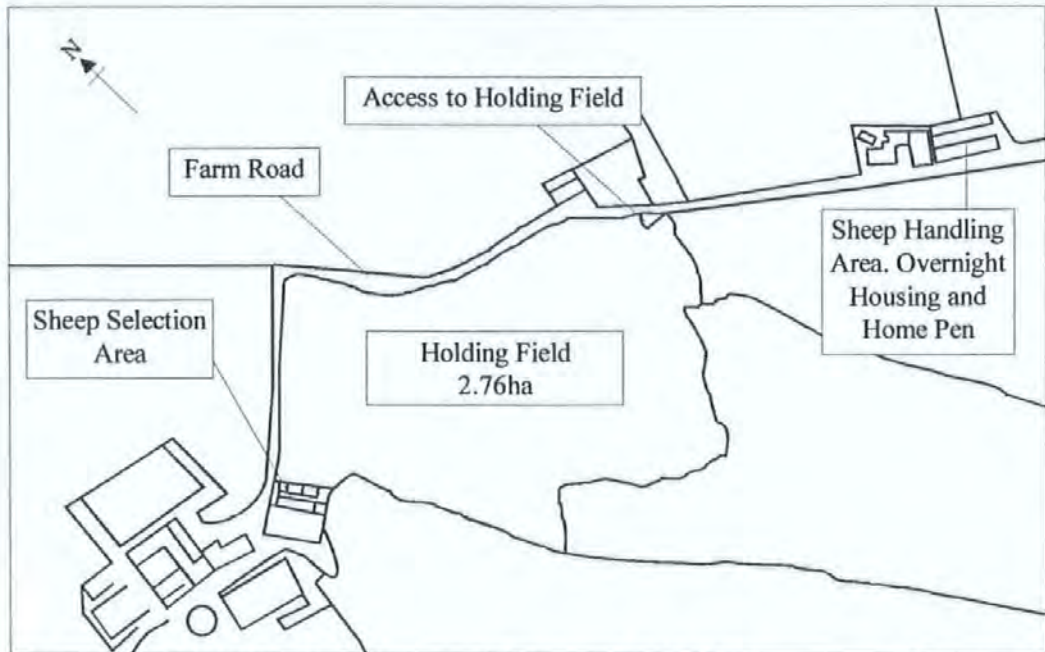 N
Access to Holding Field
Farm Road
Sheep Handling
Area. Overnight
Housing and
Home Pen
Sheep Selection
Area
Holding Field
2.76ha